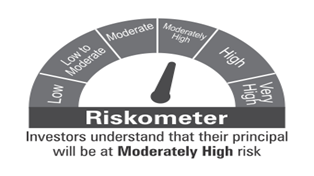 Low
Low to
Moderate
Moderate
Moderately
High
High
Very
High
Riskometer
Investors understand that their principal
will be at Moderately High risk